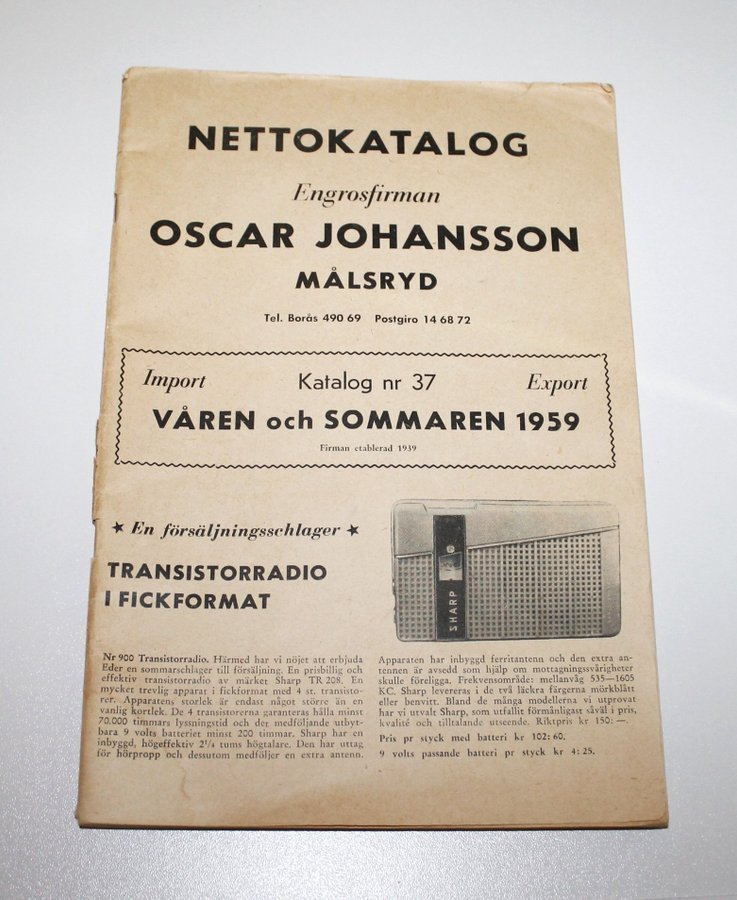 NETTOKATALOG
Engrosfirman
OSCAR JOHANSSON
MÅLSRYD
Tel. Borås 490 69 Postgiro 14 68 72
Import Katalog nr 37 Export
VÅREN och SOMMAREN 1959
Firman etablerad 1939
★ En försäljningsschlager ★
TRANSISTORRADIO
I FICKFORMAT
SHARP
Nr 900 Transistorradio. Härmed har vi nöjet att erbjuda
Eder en sommarschlager till försäljning. En prisbillig och
effektiv transistorradio av märket Sharp TR 208. En
mycket trevlig apparat i fickformat med 4 st. transisto-
rer. Apparatens storlek är endast något större än en
vanlig kortlek. De 4 transistorerna garanteras hålla minst
70.000 timmars lyssningstid och det medföljande utbyt-
bara 9 volts batteriet minst 200 timmar. Sharp har en
inbyggd, högeffektiv 2¼ tums högtalare. Den har uttag
för hörpropp och dessutom medföljer en extra antenn.
Apparaten har inbyggd ferritantenn och den extra an-
tennen är avsedd som hjälp om mottagningssvårigheter
skulle föreligga. Frekvensområde: mellanvåg 535—1605
KC. Sharp levereras i de två läckra färgerna mörkblått
eller benvitt. Bland de många modellerna vi utprovat
har vi utvalt Sharp, som utfallit förmånligast såväl i pris,
kvalité och tilltalande utseende. Riktpris kr 150: —.
Pris pr styck med batteri kr 102: 60.
9 volts passande batteri pr styck kr 4: 25.